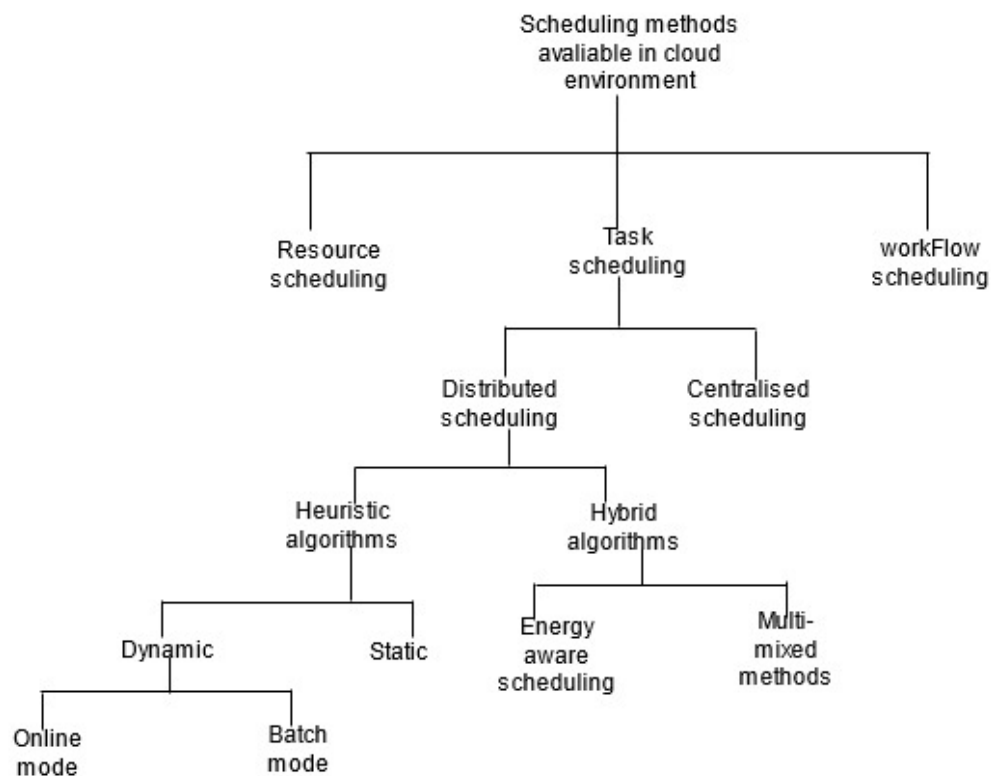 Scheduling methods
avaliable in cloud
environment
Resource
scheduling
Task
scheduling
workFlow
scheduling
Distributed
scheduling
Centralised
scheduling
Heuristic
algorithms
Hybrid
algorithms
Dynamic
Static
Energy
aware
scheduling
Multi-
mixed
methods
Online
mode
Batch
mode